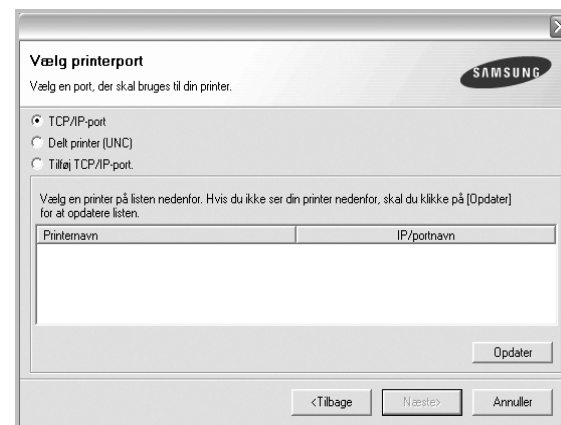 Vælg printerport
Vælg en port, der skal bruges til din printer.
SAMSUNG
TCP/IP-port
Delt printer (UNC)
Tilføj TCP/IP-port.
Vælg en printer på listen nedenfor. Hvis du ikke ser din printer nedenfor, skal du klikke på [Opdater]
for at opdatere listen.
Printernavn IP/portnavn
Opdater
<Tilbage Næste> Annuller